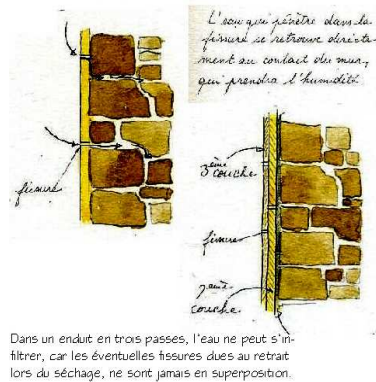 L'eau qui pénètre dans la
fissure se retrouve directe-
ment au contact du mur,
qui prendra l'humidité.
fissure
3ème
couche
fissure
2ème
couche
Dans un enduit en trois passes, l'eau ne peut s'in-
filtrer, car les éventuelles fissures dues au retrait
lors du séchage, ne sont jamais en superposition.